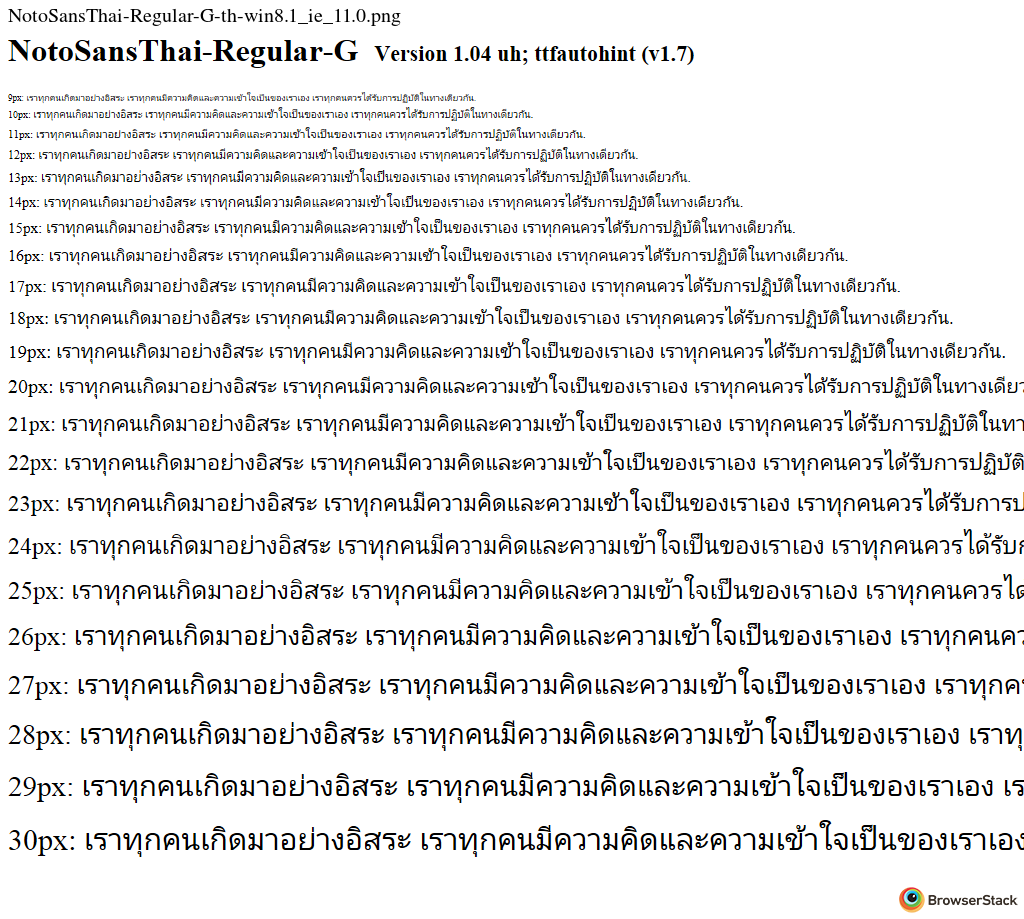 NotoSansThai-Regular-G-th-win8.1_ie_11.0.png
NotoSansThai-Regular-G Version 1.04 uh; ttfautohint (v1.7)
9px: เราทุกคนเกิดมาอย่างอิสระ เราทุกคนมีความคิดและความเข้าใจเป็นของเราเอง เราทุกคนควรได้รับการปฏิบัติในทางเดียวกัน.
10px: เราทุกคนเกิดมาอย่างอิสระ เราทุกคนมีความคิดและความเข้าใจเป็นของเราเอง เราทุกคนควรได้รับการปฏิบัติในทางเดียวกัน.
11px: เราทุกคนเกิดมาอย่างอิสระ เราทุกคนมีความคิดและความเข้าใจเป็นของเราเอง เราทุกคนควรได้รับการปฏิบัติในทางเดียวกัน.
12px: เราทุกคนเกิดมาอย่างอิสระ เราทุกคนมีความคิดและความเข้าใจเป็นของเราเอง เราทุกคนควรได้รับการปฏิบัติในทางเดียวกัน.
13px: เราทุกคนเกิดมาอย่างอิสระ เราทุกคนมีความคิดและความเข้าใจเป็นของเราเอง เราทุกคนควรได้รับการปฏิบัติในทางเดียวกัน.
14px: เราทุกคนเกิดมาอย่างอิสระ เราทุกคนมีความคิดและความเข้าใจเป็นของเราเอง เราทุกคนควรได้รับการปฏิบัติในทางเดียวกัน.
15px: เราทุกคนเกิดมาอย่างอิสระ เราทุกคนมีความคิดและความเข้าใจเป็นของเราเอง เราทุกคนควรได้รับการปฏิบัติในทางเดียวกัน.
16px: เราทุกคนเกิดมาอย่างอิสระ เราทุกคนมีความคิดและความเข้าใจเป็นของเราเอง เราทุกคนควรได้รับการปฏิบัติในทางเดียวกัน.
17px: เราทุกคนเกิดมาอย่างอิสระ เราทุกคนมีความคิดและความเข้าใจเป็นของเราเอง เราทุกคนควรได้รับการปฏิบัติในทางเดียวกัน.
18px: เราทุกคนเกิดมาอย่างอิสระ เราทุกคนมีความคิดและความเข้าใจเป็นของเราเอง เราทุกคนควรได้รับการปฏิบัติในทางเดียวกัน.
19px: เราทุกคนเกิดมาอย่างอิสระ เราทุกคนมีความคิดและความเข้าใจเป็นของเราเอง เราทุกคนควรได้รับการปฏิบัติในทางเดียวกัน.
20px: เราทุกคนเกิดมาอย่างอิสระ เราทุกคนมีความคิดและความเข้าใจเป็นของเราเอง เราทุกคนควรได้รับการปฏิบัติในทางเดีย
21px: เราทุกคนเกิดมาอย่างอิสระ เราทุกคนมีความคิดและความเข้าใจเป็นของเราเอง เราทุกคนควรได้รับการปฏิบัติในทา
22px: เราทุกคนเกิดมาอย่างอิสระ เราทุกคนมีความคิดและความเข้าใจเป็นของเราเอง เราทุกคนควรได้รับการปฏิบัติ
23px: เราทุกคนเกิดมาอย่างอิสระ เราทุกคนมีความคิดและความเข้าใจเป็นของเราเอง เราทุกคนควรได้รับการป
24px: เราทุกคนเกิดมาอย่างอิสระ เราทุกคนมีความคิดและความเข้าใจเป็นของเราเอง เราทุกคนควรได้รับ
25px: เราทุกคนเกิดมาอย่างอิสระ เราทุกคนมีความคิดและความเข้าใจเป็นของเราเอง เราทุกคนควรได้
26px: เราทุกคนเกิดมาอย่างอิสระ เราทุกคนมีความคิดและความเข้าใจเป็นของเราเอง เราทุกคนคว
27px: เราทุกคนเกิดมาอย่างอิสระ เราทุกคนมีความคิดและความเข้าใจเป็นของเราเอง เราทุกค
28px: เราทุกคนเกิดมาอย่างอิสระ เราทุกคนมีความคิดและความเข้าใจเป็นของเราเอง เราทุ
29px: เราทุกคนเกิดมาอย่างอิสระ เราทุกคนมีความคิดและความเข้าใจเป็นของเราเอง เร
30px: เราทุกคนเกิดมาอย่างอิสระ เราทุกคนมีความคิดและความเข้าใจเป็นของเราเอง
BrowserStack